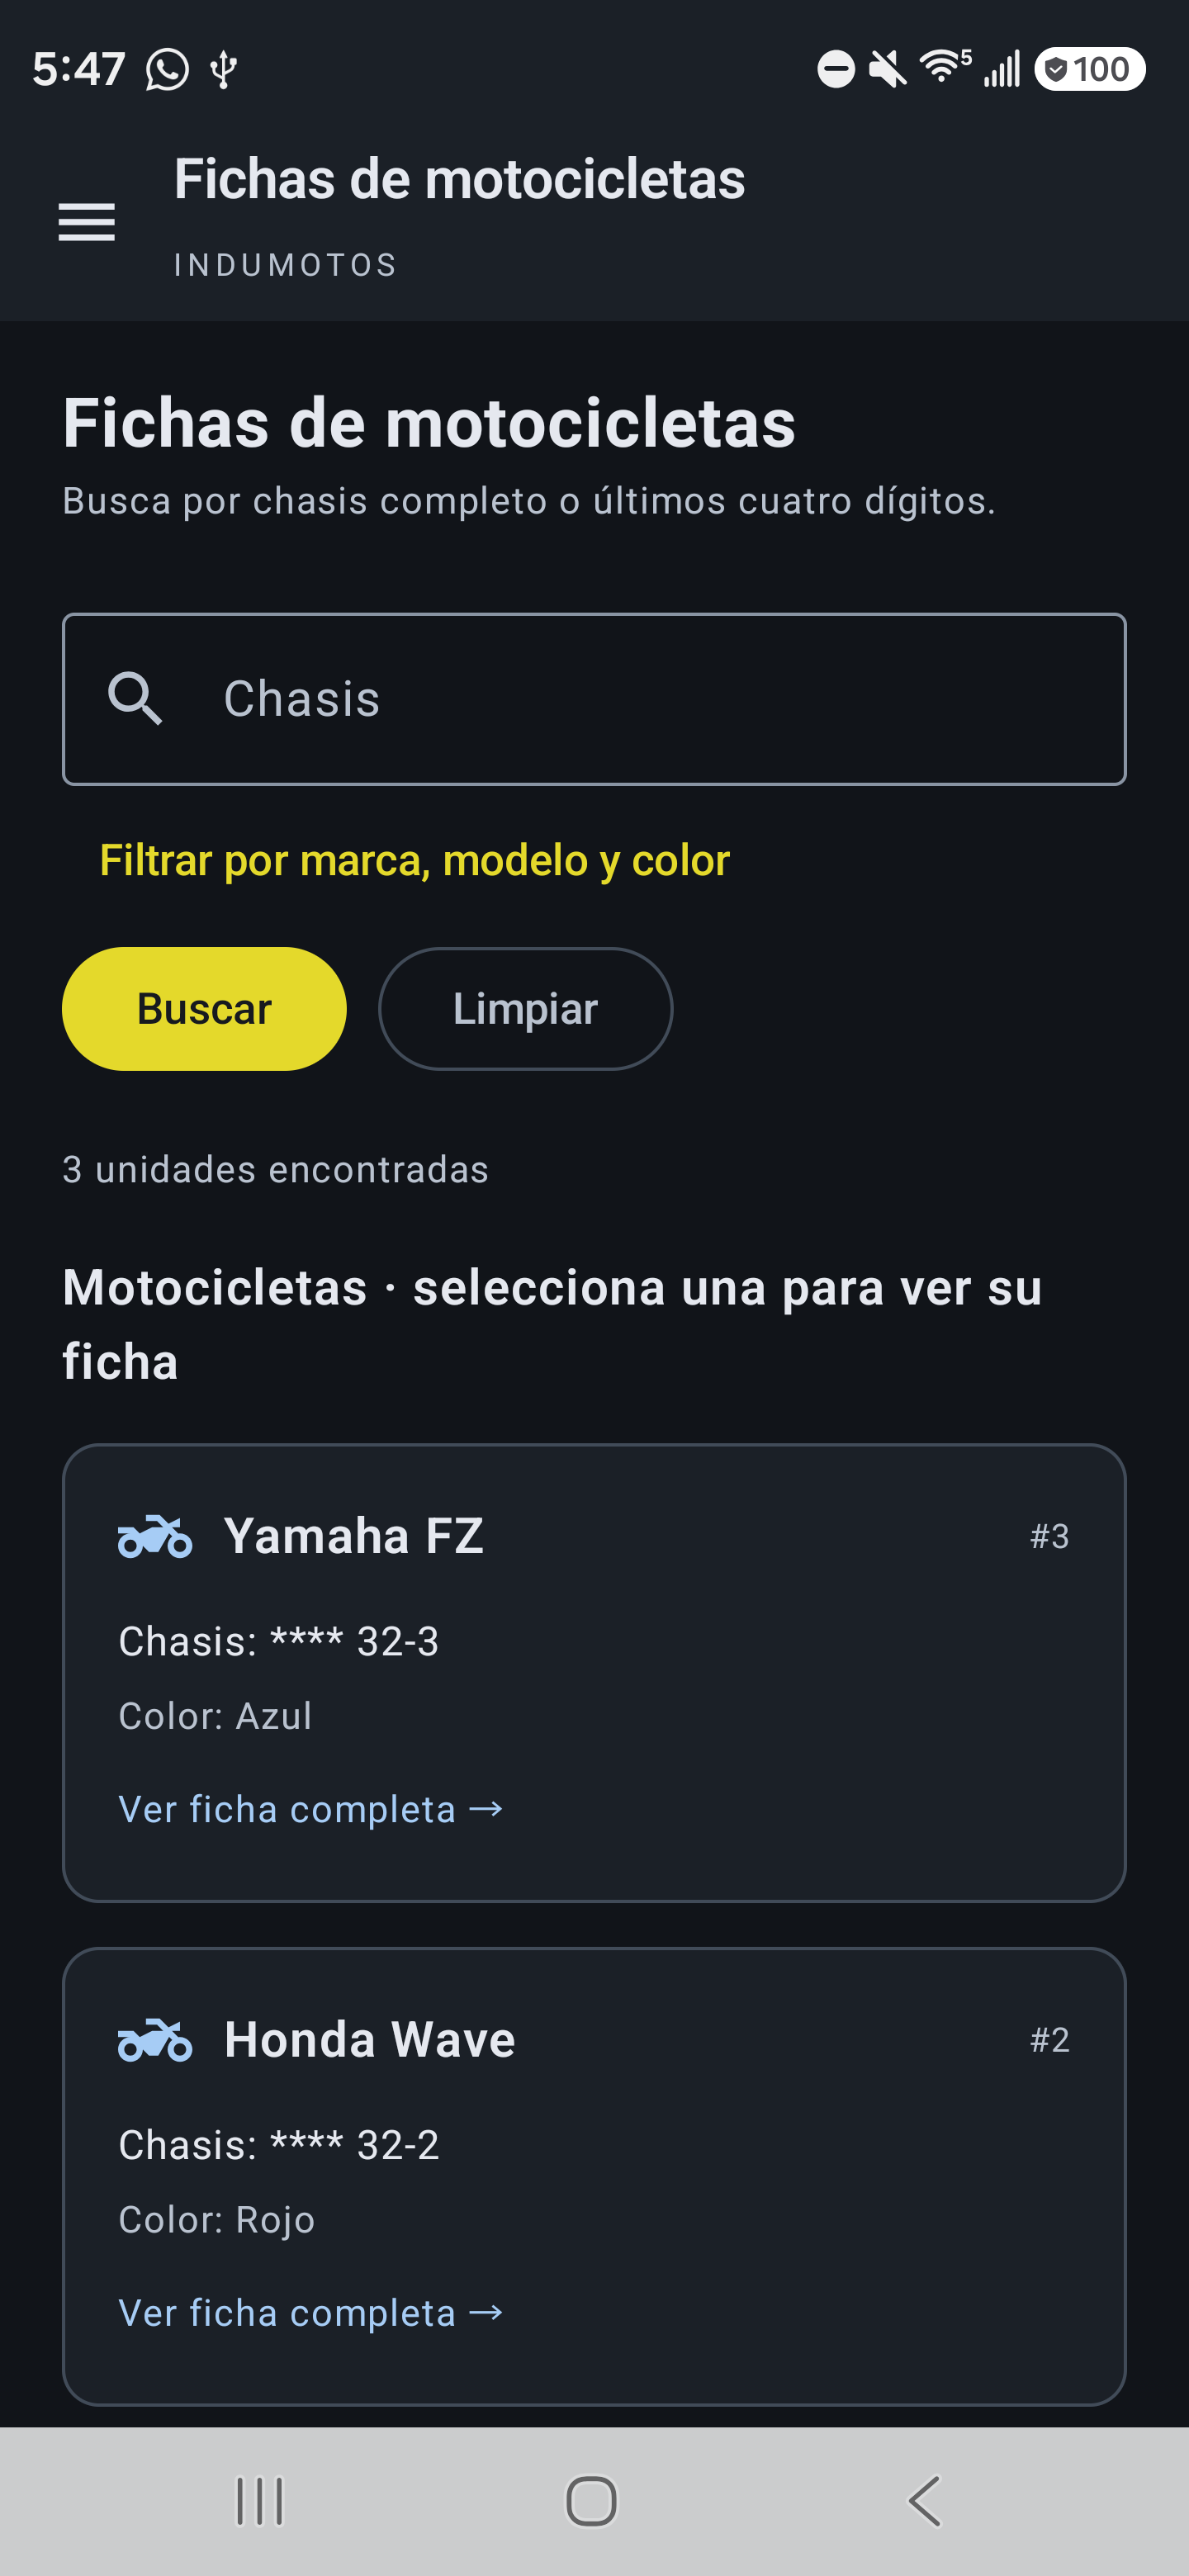 5:47
5
100
Fichas de motocicletas
INDUMOTOS
Fichas de motocicletas
Busca por chasis completo o últimos cuatro dígitos.
Chasis
Filtrar por marca, modelo y color
Buscar
Limpiar
3 unidades encontradas
Motocicletas · selecciona una para ver su
ficha
Yamaha FZ
#3
Chasis: **** 32-3
Color: Azul
Ver ficha completa →
Honda Wave
#2
Chasis: **** 32-2
Color: Rojo
Ver ficha completa →